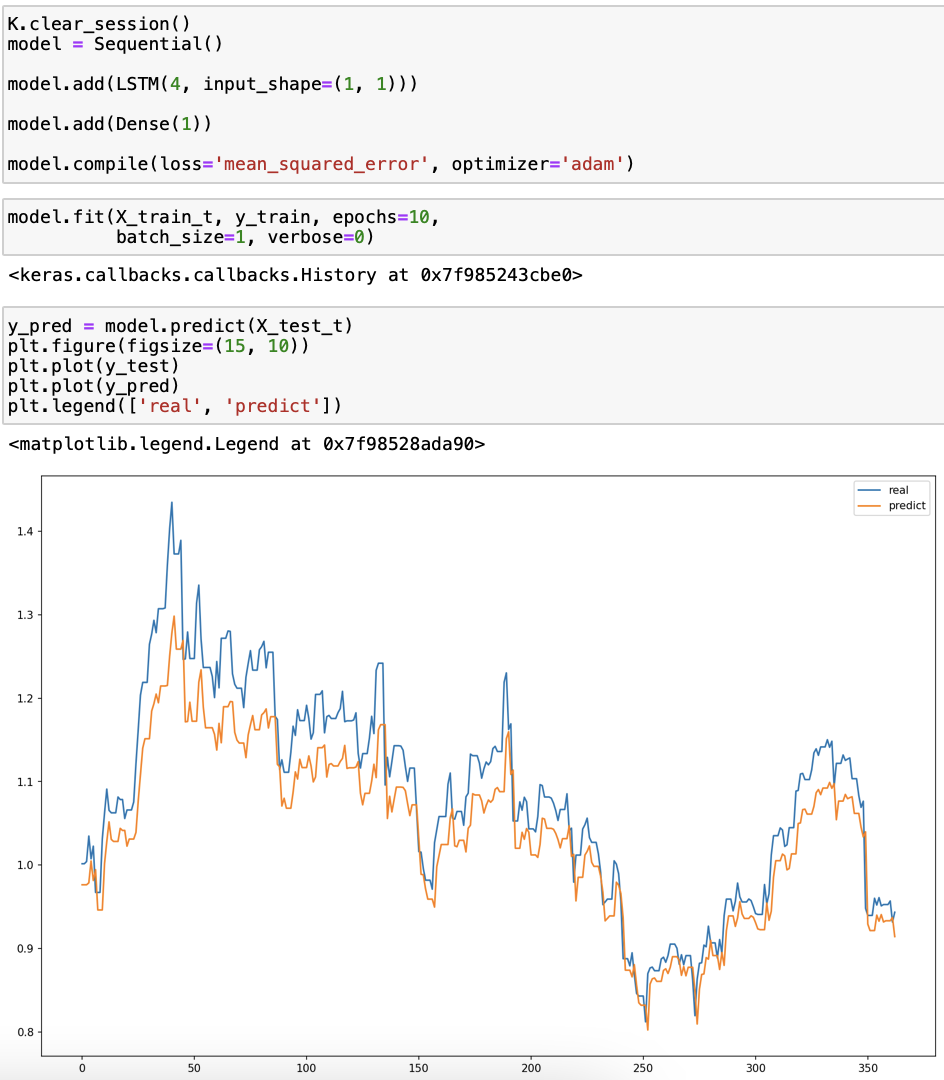 K.clear_session()
model = Sequential()
model.add(LSTM(4, input_shape=(1, 1)))
model.add(Dense(1))
model.compile(loss='mean_squared_error', optimizer='adam')
model.fit(X_train_t, y_train, epochs=10,
batch_size=1, verbose=0)
<keras.callbacks.callbacks.History at 0x7f985243cbe0>
y_pred = model.predict(X_test_t)
plt.figure(figsize=(15, 10))
plt.plot(y_test)
plt.plot(y_pred)
plt.legend(['real', 'predict'])
<matplotlib.legend.Legend at 0x7f98528ada90>
real
predict
1.4
1.3
1.2
1.1
1.0
0.9
0.8
0 50 100 150 200 250 300 350